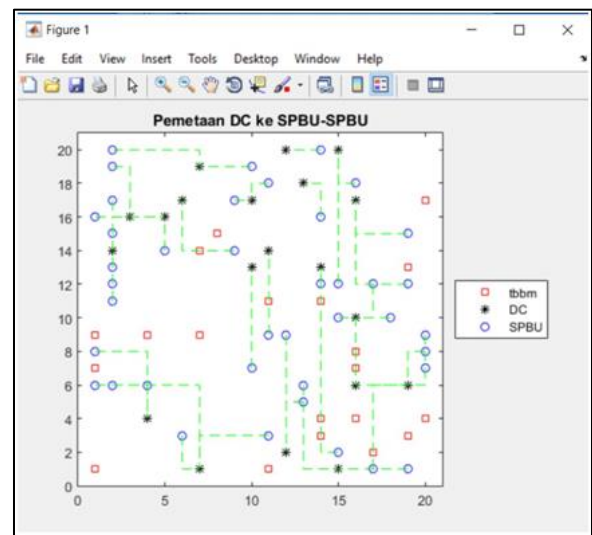 Figure 1
File Edit View Insert Tools Desktop Window Help
Pemetaan DC ke SPBU-SPBU
20
18
16
14
12
10
8
6
4
2
0
0 5 10 15 20
tbbm
DC
SPBU